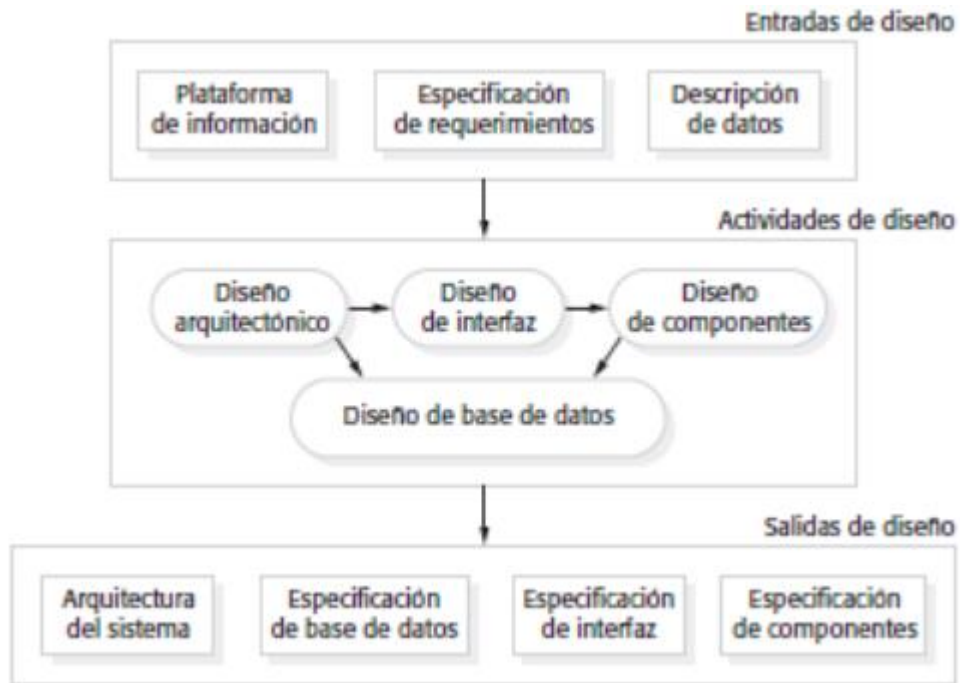 Entradas de diseño
Plataforma
de información
Especificación
de requerimientos
Descripción
de datos
Actividades de diseño
Diseño
arquitectónico
Diseño
de interfaz
Diseño
de componentes
Diseño de base de datos
Salidas de diseño
Arquitectura
del sistema
Especificación
de base de datos
Especificación
de interfaz
Especificación
de componentes